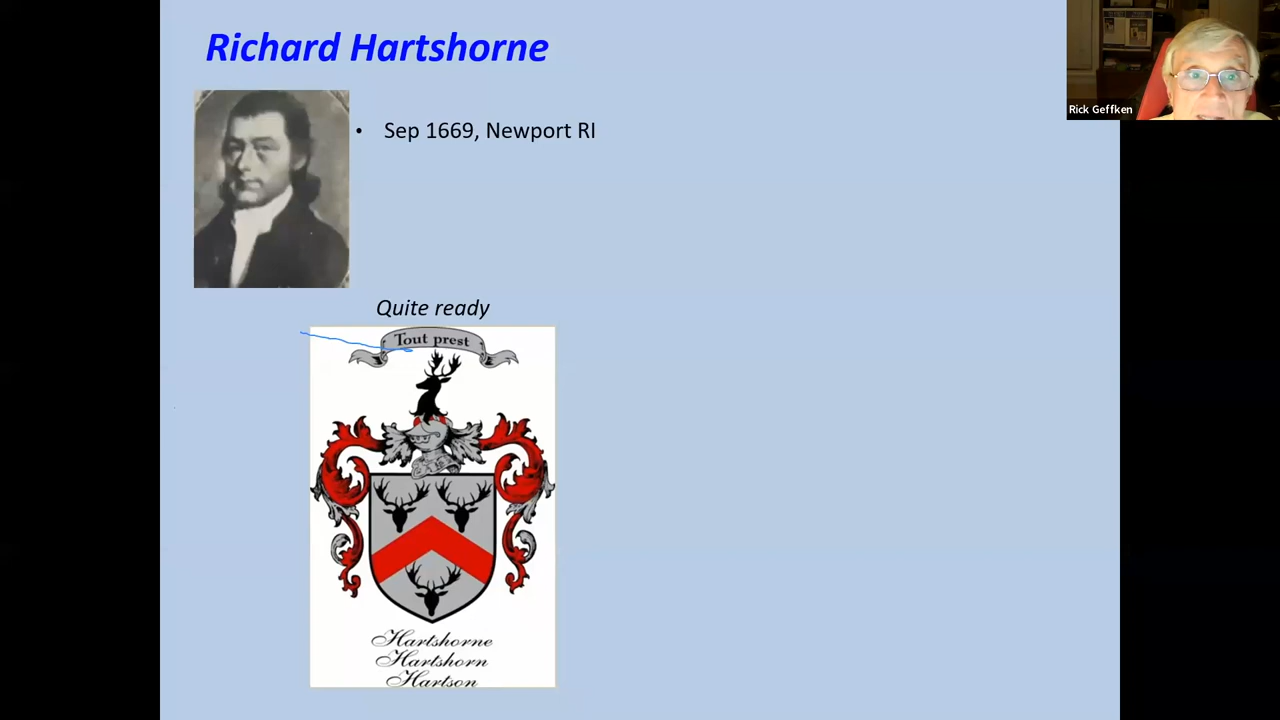 Richard Hartshorne
Rick Geffken
• Sep 1669, Newport RI
Quite ready
Tout prest
Hartshorne
Hartshorn
Hartson